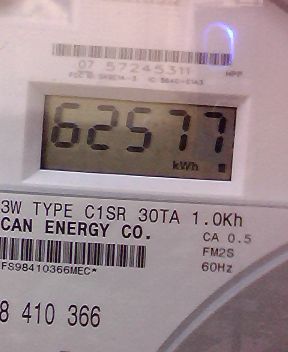 07 57245311
HPP
62577
kWh
3W TYPE C1SR 30TA 1.0Kh
CAN ENERGY CO.
CA 0.5
FM2S
60Hz
FS98410366MEC*
8 410 366